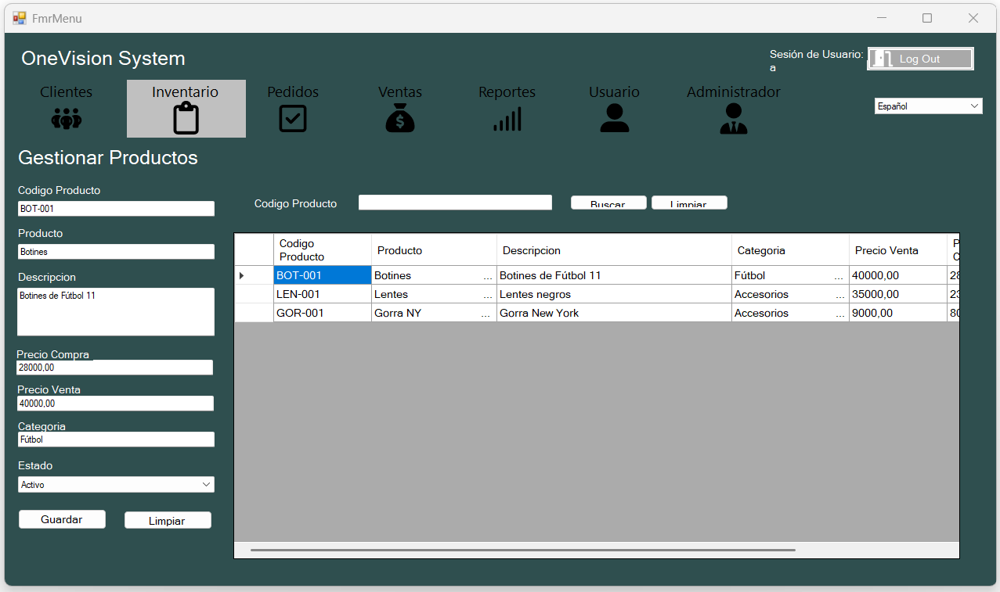 FmrMenu
OneVision System
Sesión de Usuario:
a
Log Out
Clientes
Inventario
Pedidos
Ventas
Reportes
Usuario
Administrador
Español
Gestionar Productos
Codigo Producto
BOT-001
Producto
Botines
Descripcion
Botines de Fútbol 11
Precio Compra
28000,00
Precio Venta
40000,00
Categoria
Fútbol
Estado
Activo
Guardar
Limpiar
Codigo Producto
Buscar
Limpiar
Codigo
Producto
Producto
Descripcion
Categoria
Precio Venta
P
C
BOT-001 Botines ... Botines de Fútbol 11 Fútbol ... 40000,00 28
LEN-001 Lentes ... Lentes negros Accesorios ... 35000,00 23
GOR-001 Gorra NY ... Gorra New York Accesorios ... 9000,00 80